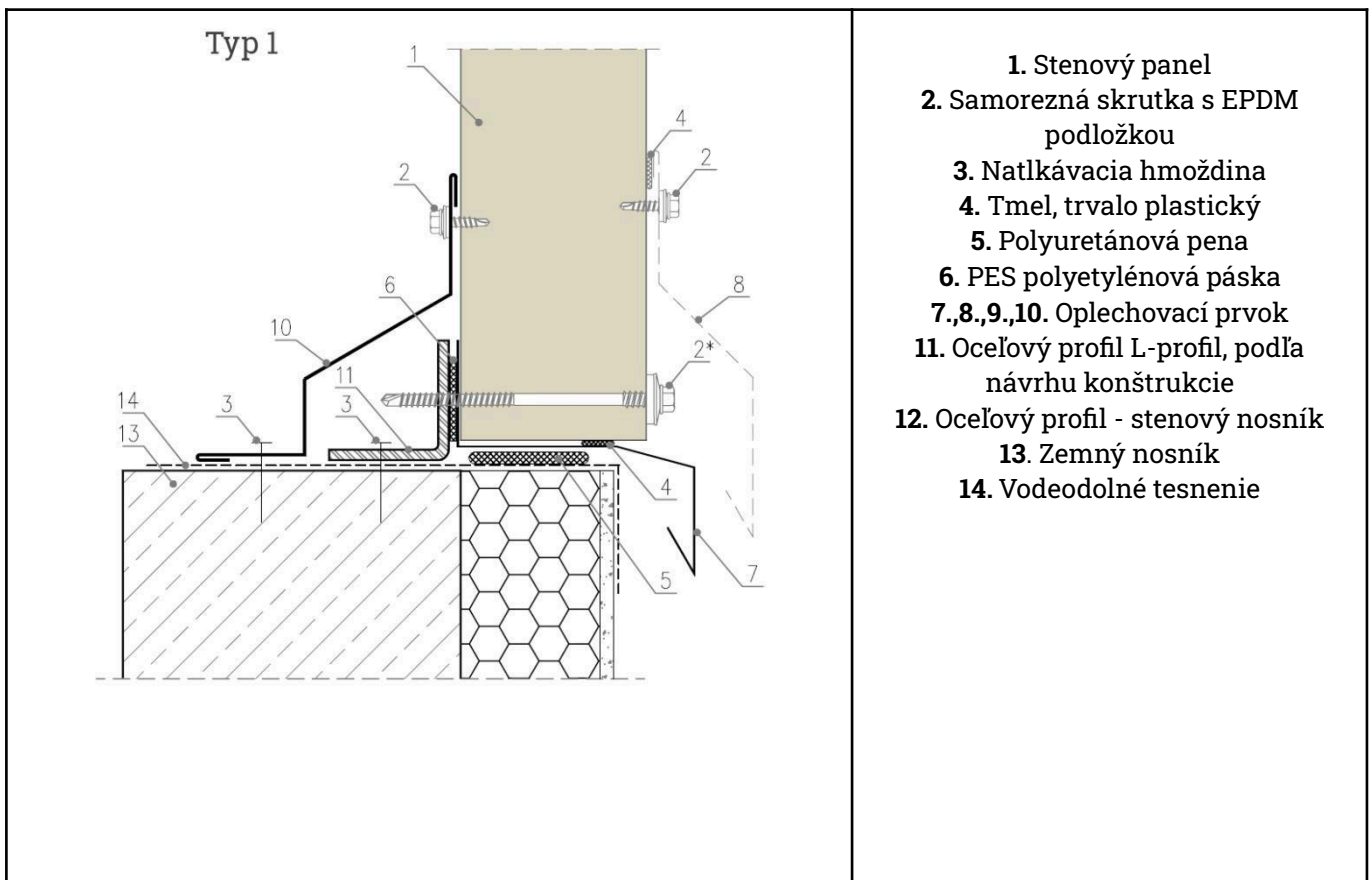 Typ 1
1
4
2
2
6
8
10
2*
11
14
3
3
13
4
5
7
1. Stenový panel
2. Samorezná skrutka s EPDM
podložkou
3. Natlkávacia hmoždina
4. Tmel, trvalo plastický
5. Polyuretánová pena
6. PES polyetylénová páska
7.,8.,9.,10. Oplechovací prvok
11. Oceľový profil L-profil, podľa
návrhu konštrukcie
12. Oceľový profil - stenový nosník
13. Zemný nosník
14. Vodeodolné tesnenie